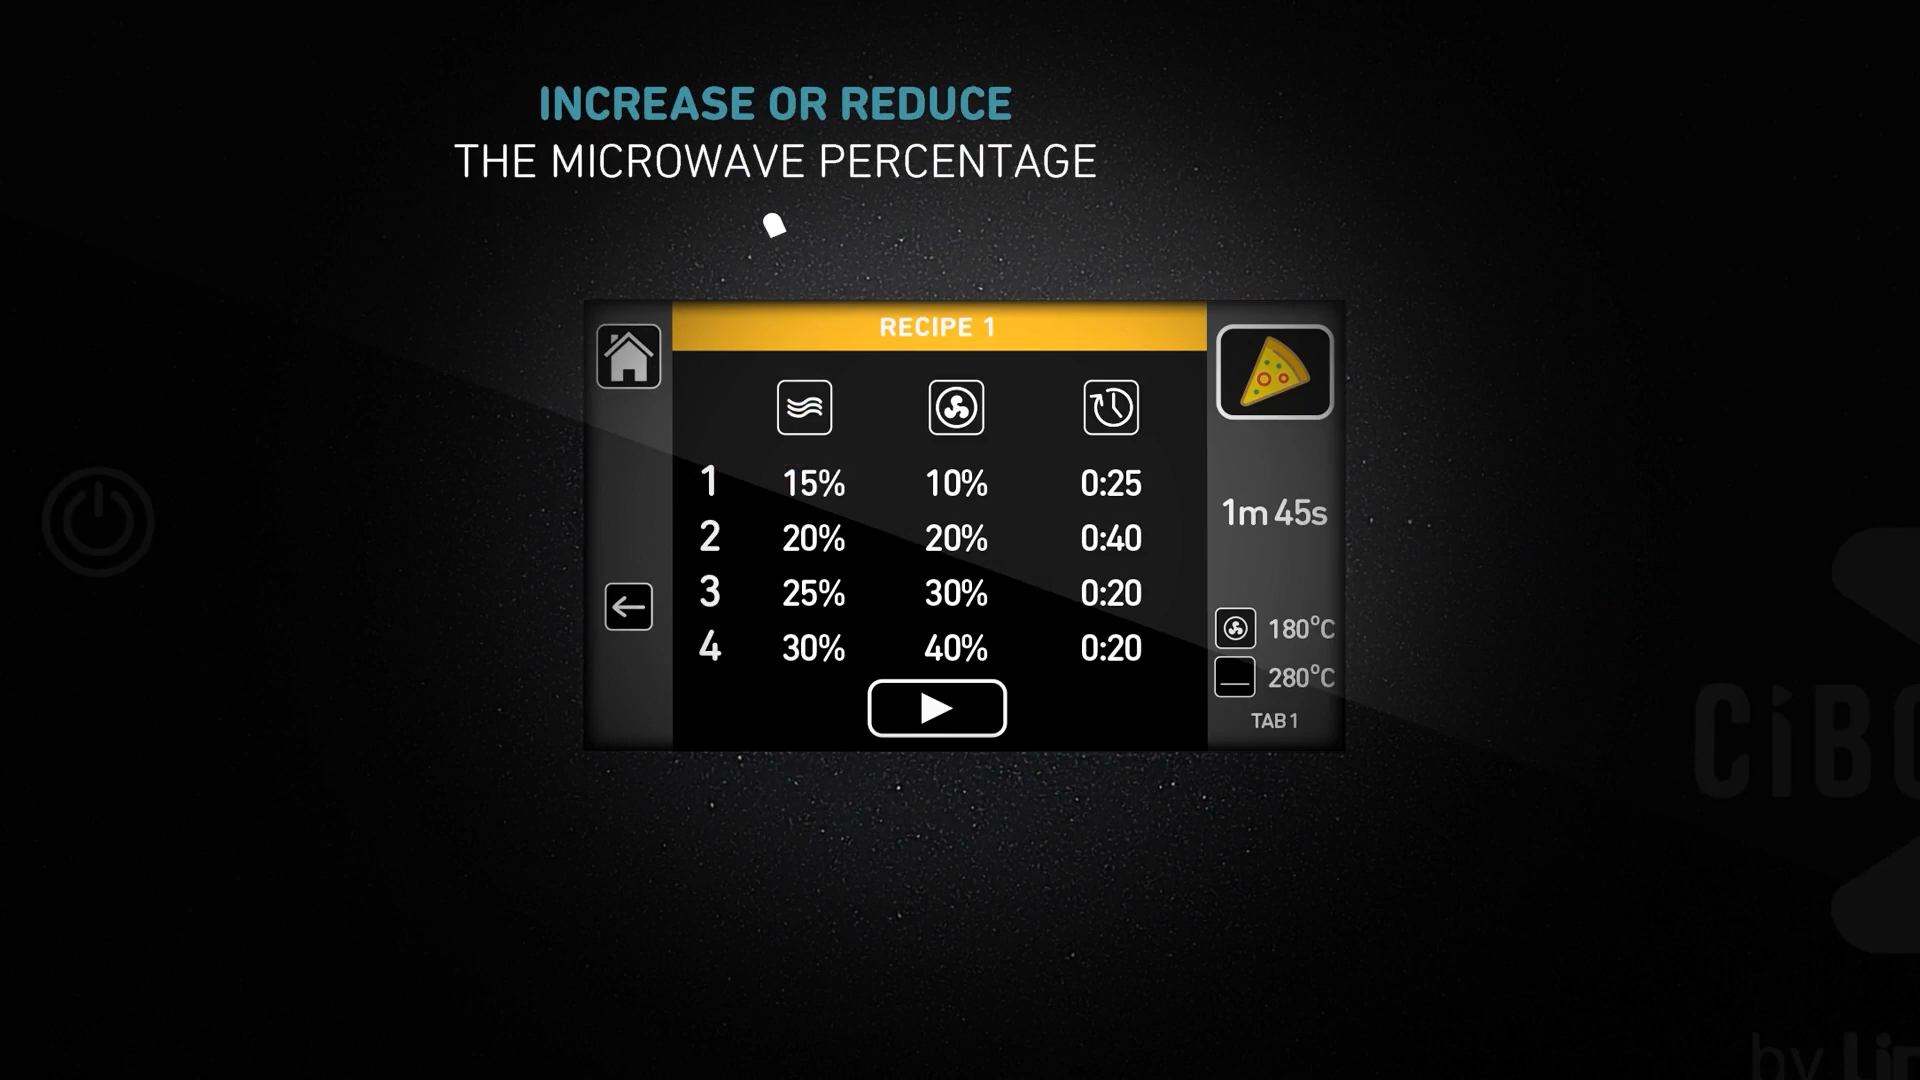 INCREASE OR REDUCE
THE MICROWAVE PERCENTAGE
RECIPE 1
1 15% 10% 0:25
2 20% 20% 0:40
3 25% 30% 0:20
4 30% 40% 0:20
1m 45s
180°C
280°C
TAB 1
by